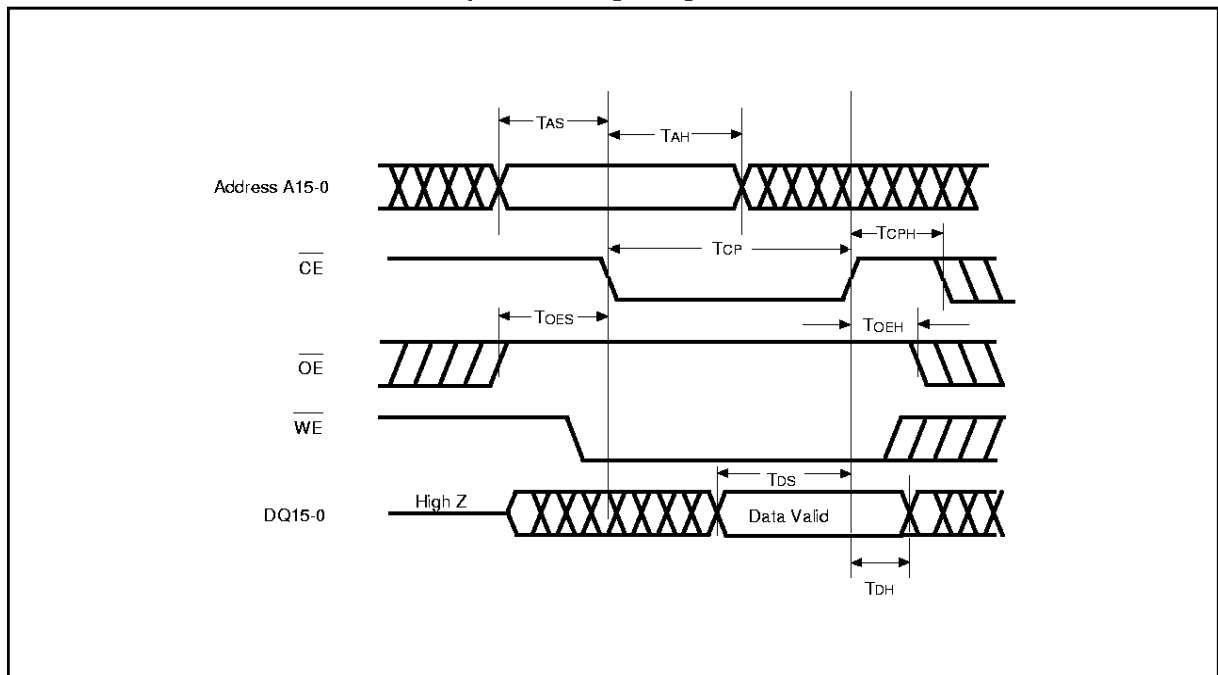 TAS
TAH
Address A15-0
TCP
TCPH
CE
TOES
TOEH
OE
WE
TDS
High Z
DQ15-0
Data Valid
TDH